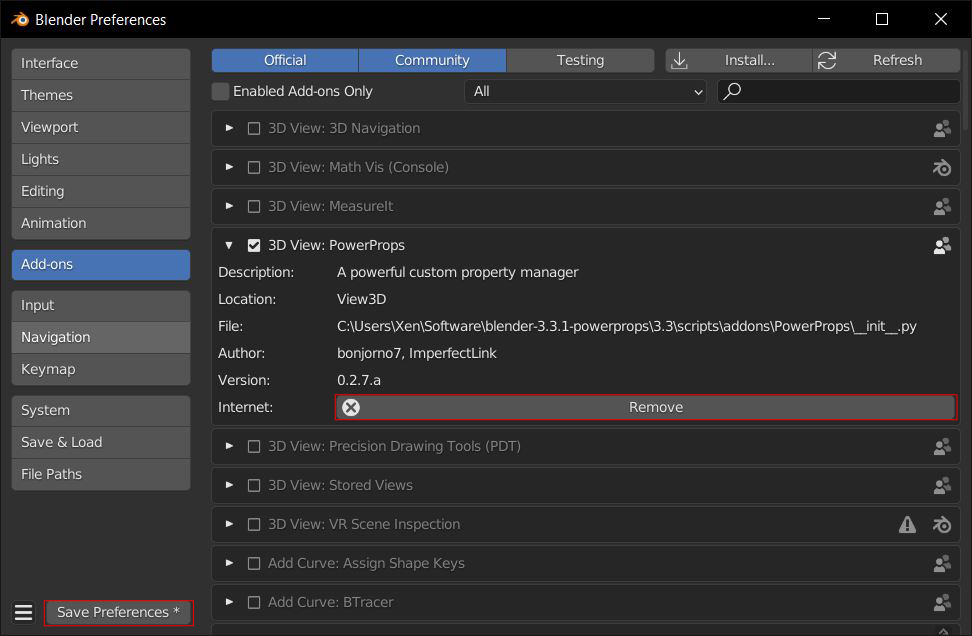 Blender Preferences
Interface
Themes
Viewport
Lights
Editing
Animation
Add-ons
Input
Navigation
Keymap
System
Save & Load
File Paths
Save Preferences *
Official Community Testing Install... Refresh
Enabled Add-ons Only All
3D View: 3D Navigation
3D View: Math Vis (Console)
3D View: MeasureIt
3D View: PowerProps
Description: A powerful custom property manager
Location: View3D
File: C:\Users\Xen\Software\blender-3.3.1-powerprops\3.3\scripts\addons\PowerProps\__init__.py
Author: bonjorno7, ImperfectLink
Version: 0.2.7.a
Internet: Remove
3D View: Precision Drawing Tools (PDT)
3D View: Stored Views
3D View: VR Scene Inspection
Add Curve: Assign Shape Keys
Add Curve: BTracer